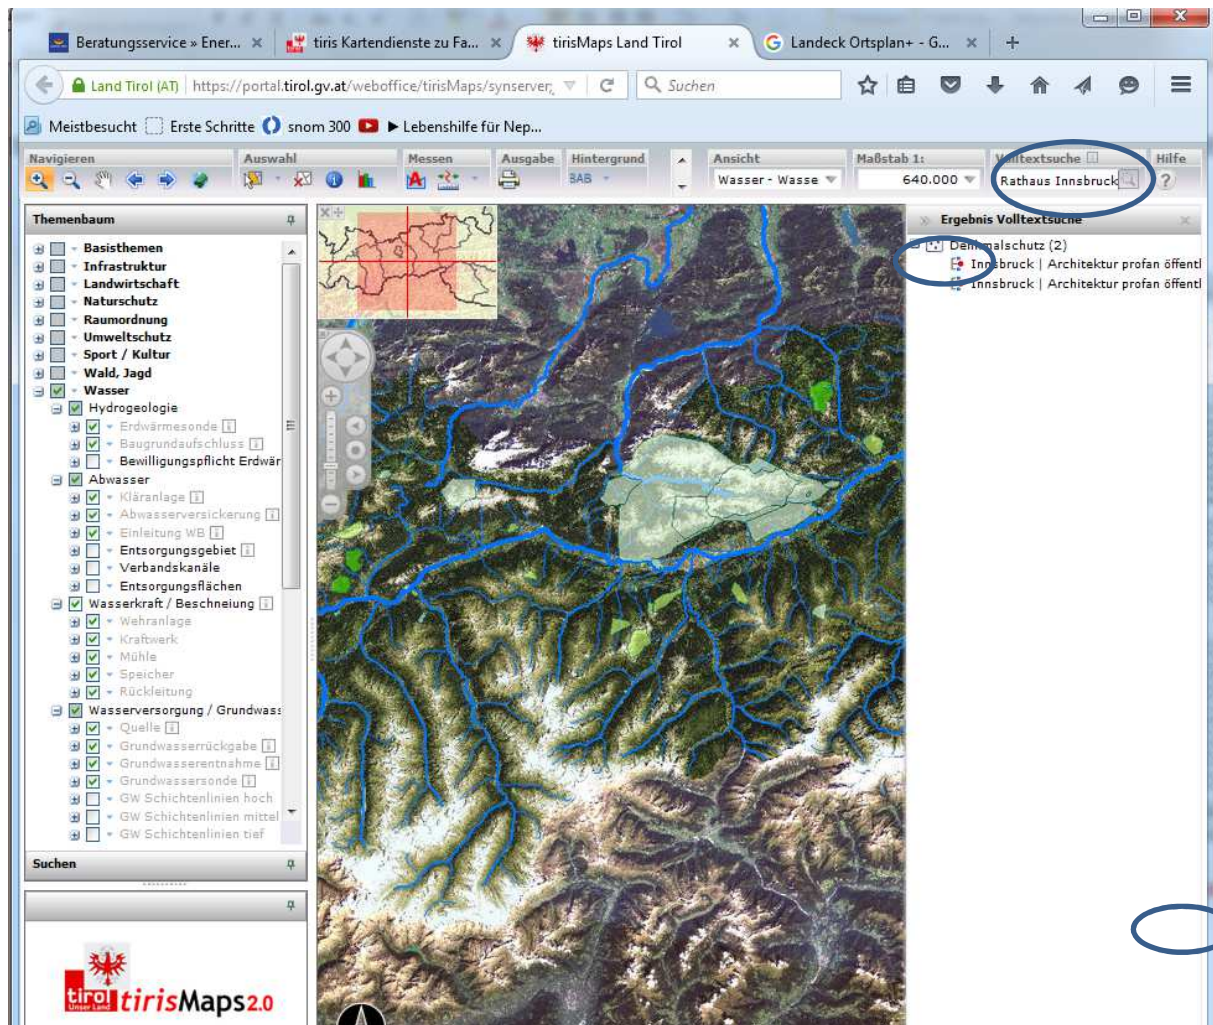 Beratungsservice » Ener...
tiris Kartendienste zu Fa...
tirisMaps Land Tirol
Landeck Ortsplan+ - G...
Land Tirol (AT)
https://portal.tirol.gv.at/weboffice/tirisMaps/synserver;
Suchen
Meistbesucht
Erste Schritte
snom 300
Lebenshilfe für Nep...
Navigieren
Auswahl
Messen
Ausgabe
Hintergrund
Ansicht
Maßstab 1:
Volltextsuche
Hilfe
BAB
Wasser - Wasse
640.000
Rathaus Innsbruck
Themenbaum
Basisthemen
Infrastruktur
Landwirtschaft
Naturschutz
Raumordnung
Umweltschutz
Sport / Kultur
Wald, Jagd
Wasser
Hydrogeologie
Erdwärmesonde
Baugrundaufschluss
Bewilligungspflicht Erdwär
Abwasser
Kläranlage
Abwasserversickerung
Einleitung WB
Entsorgungsgebiet
Verbandskanäle
Entsorgungsflächen
Wasserkraft / Beschneiung
Wehranlage
Kraftwerk
Mühle
Speicher
Rückleitung
Wasserversorgung / Grundwass
Quelle
Grundwasserrückgabe
Grundwasserentnahme
Grundwassersonde
GW Schichtenlinien hoch
GW Schichtenlinien mittel
GW Schichtenlinien tief
Suchen
tirol
Unser Land
tirisMaps2.0
Ergebnis Volltextsuche
Denkmalschutz (2)
Innsbruck | Architektur profan öffentl
Innsbruck | Architektur profan öffentl